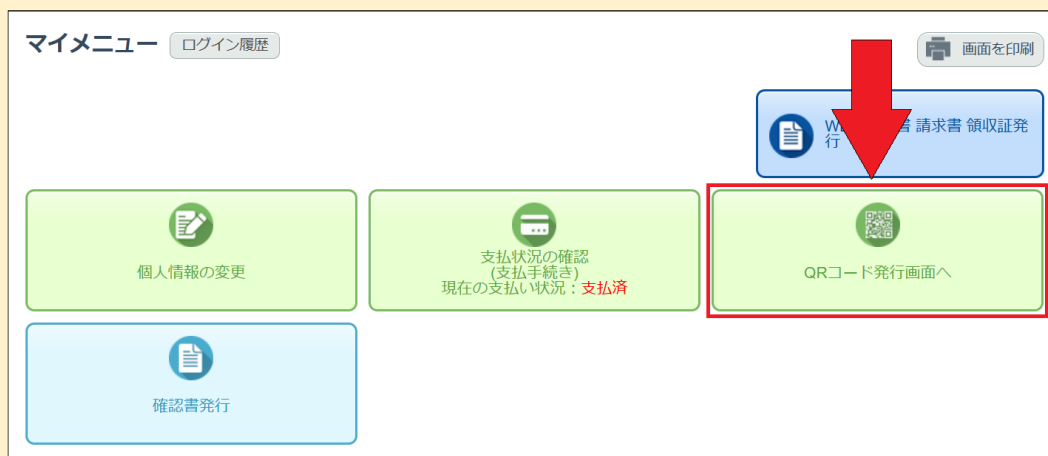 マイメニュー ログイン履歴
画面を印刷
書 請求書 領収証発
行
個人情報の変更
支払状況の確認
(支払手続き)
現在の支払い状況：支払済
QRコード発行画面へ
確認書発行